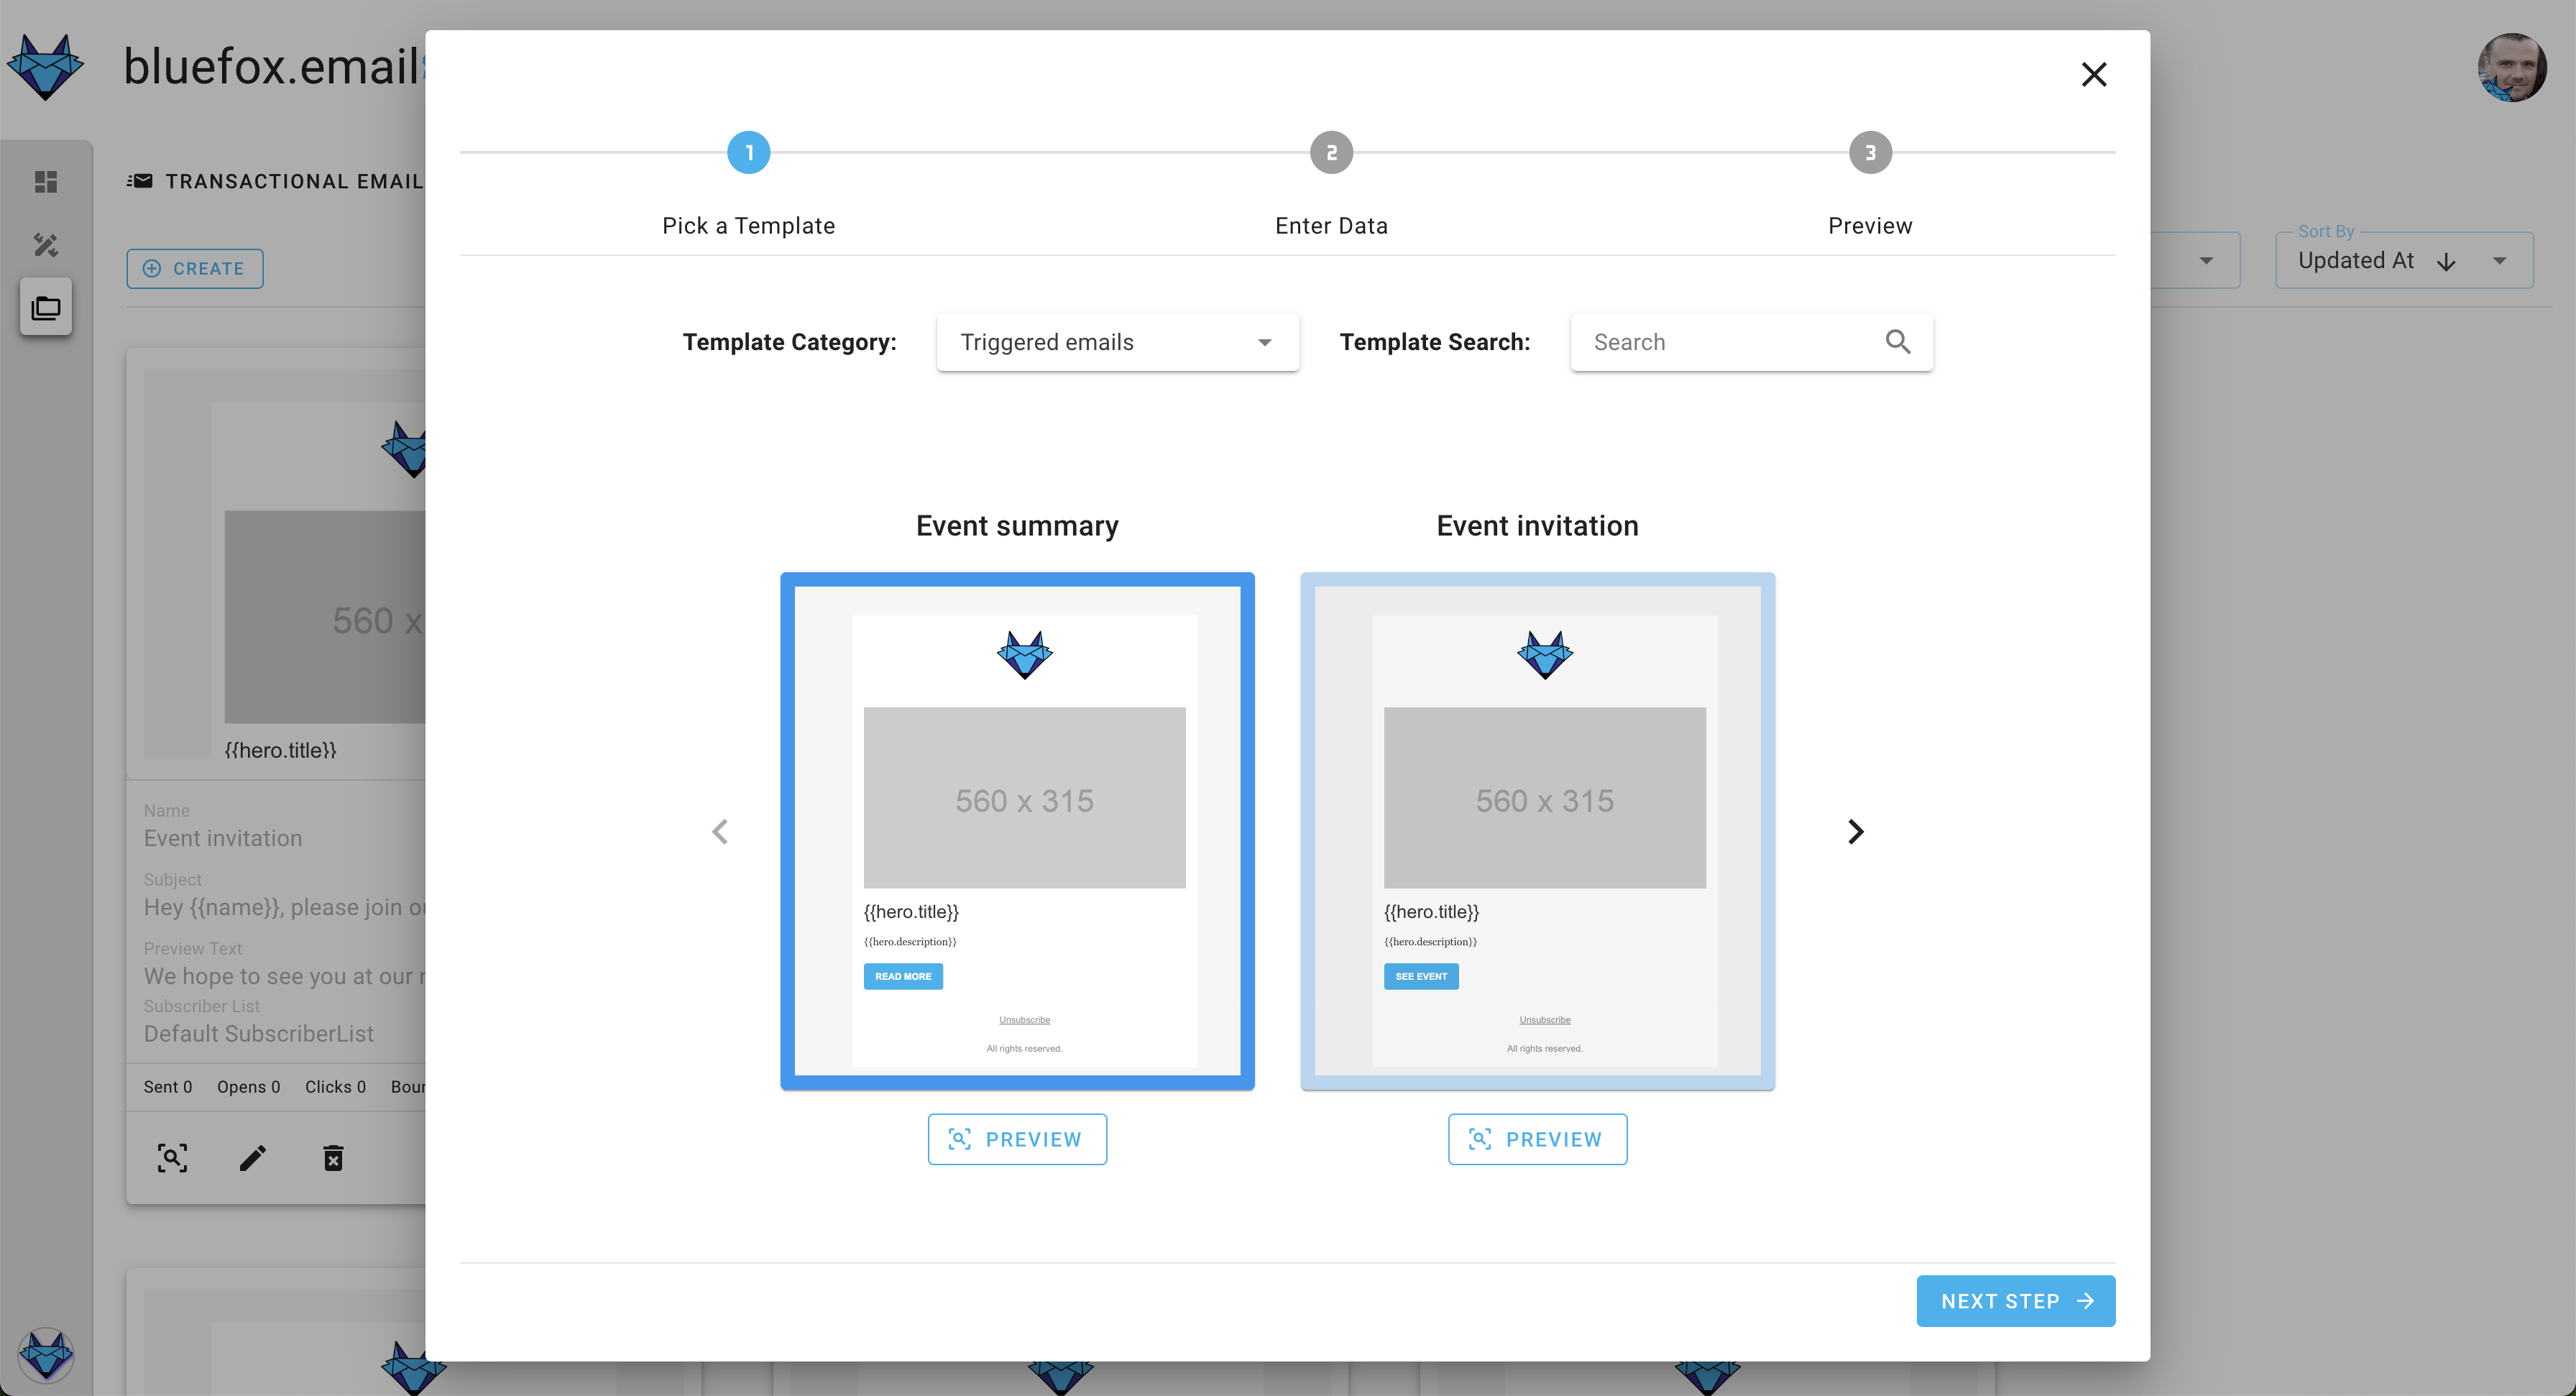 bluefox.email
TRANSACTIONAL EMAIL
CREATE
Sort By
Updated At
1
2
3
Pick a Template
Enter Data
Preview
Template Category:
Triggered emails
Template Search:
Search
Event summary
Event invitation
560 x 315
{{hero.title}}
{{hero.description}}
READ MORE
Unsubscribe
All rights reserved.
PREVIEW
560 x 315
{{hero.title}}
{{hero.description}}
SEE EVENT
Unsubscribe
All rights reserved.
PREVIEW
NEXT STEP
560 x
{{hero.title}}
Name
Event invitation
Subject
Hey {{name}}, please join
Preview Text
We hope to see you at our
Subscriber List
Default SubscriberList
Sent 0 Opens 0 Clicks 0